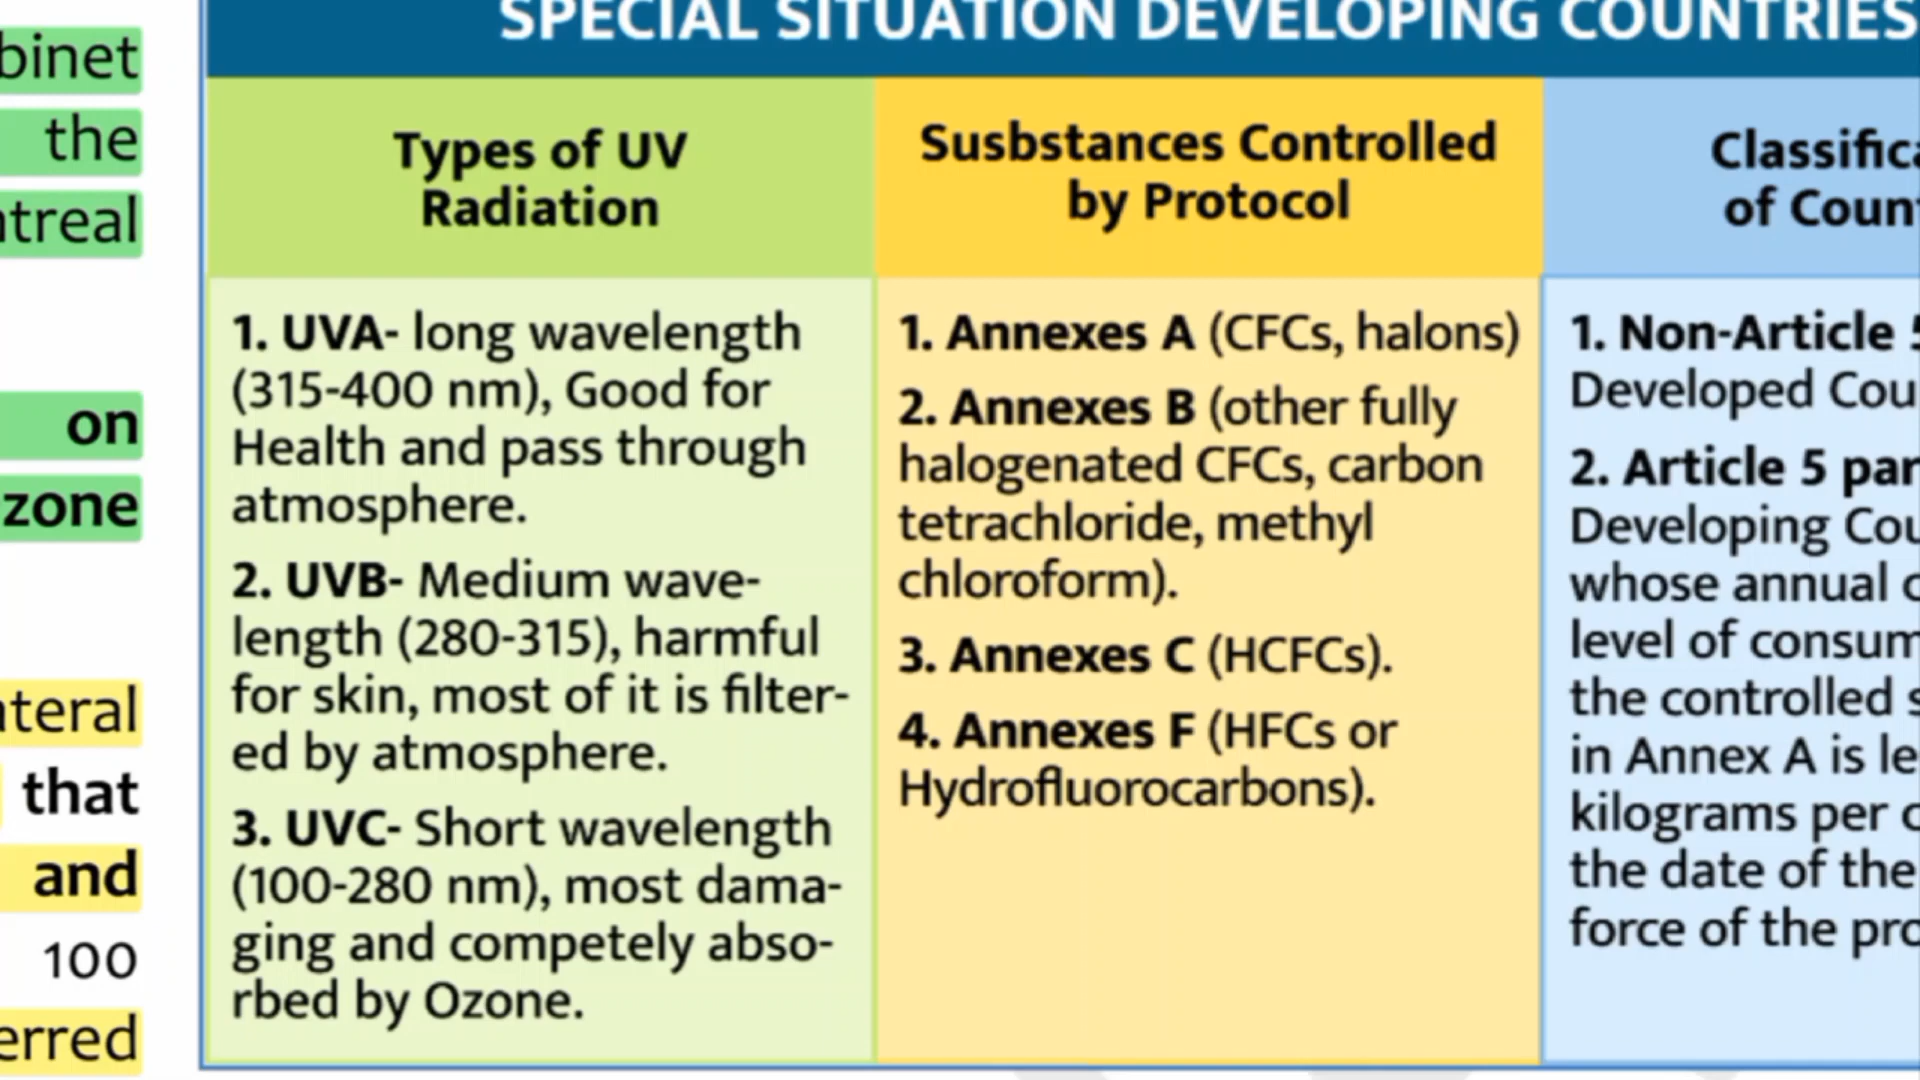 binet
the
ntreal
on
zone
ateral
that
and
100
erred
SPECIAL SITUATION DEVELOPING COUNTRIES
Types of UV
Radiation
1. UVA- long wavelength
(315-400 nm), Good for
Health and pass through
atmosphere.
2. UVB- Medium wave-
length (280-315), harmful
for skin, most of it is filter-
ed by atmosphere.
3. UVC- Short wavelength
(100-280 nm), most dama-
ging and competely abso-
rbed by Ozone.
Susbstances Controlled
by Protocol
1. Annexes A (CFCs, halons)
2. Annexes B (other fully
halogenated CFCs, carbon
tetrachloride, methyl
chloroform).
3. Annexes C (HCFCs).
4. Annexes F (HFCs or
Hydrofluorocarbons).
Classifica
of Coun
1. Non-Article 5
Developed Cou
2. Article 5 par
Developing Cou
whose annual c
level of consum
the controlled s
in Annex A is le
kilograms per c
the date of the
force of the pro